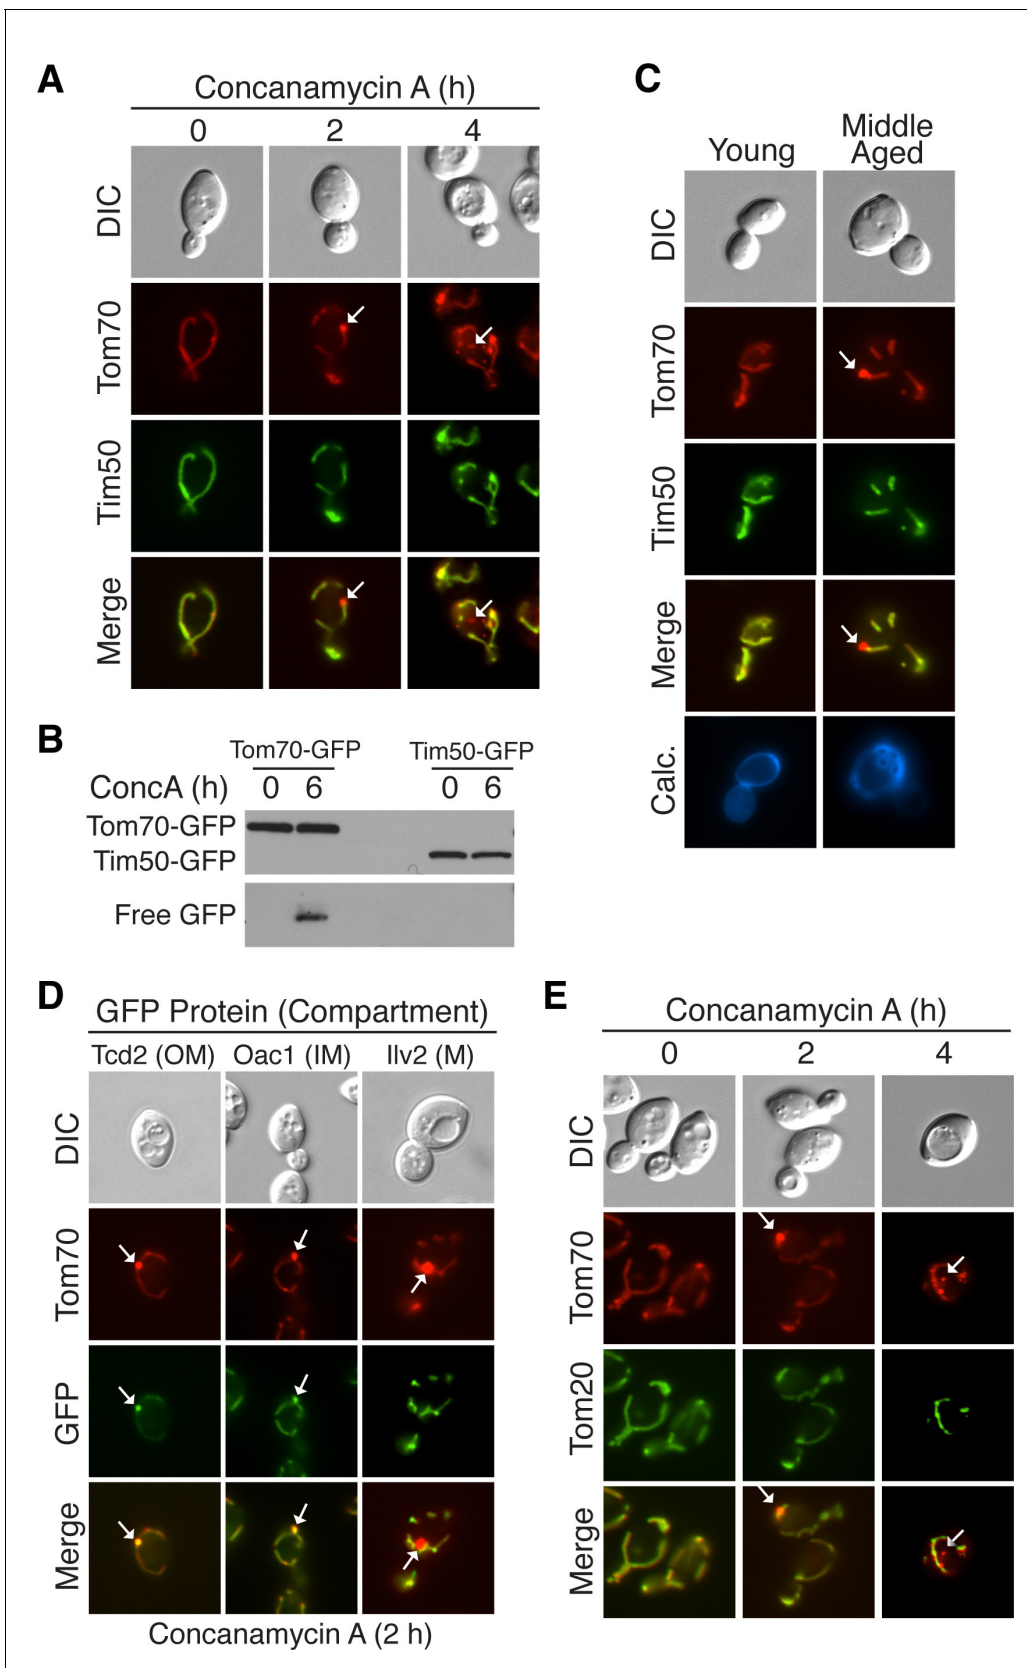 A
Concanamycin A (h)
0 2 4
DIC
Tom70
Tim50
Merge
B
Tom70-GFP Tim50-GFP
ConcA (h) 0 6 0 6
Tom70-GFP
Tim50-GFP
Free GFP
C
Young Middle Aged
DIC
Tom70
Tim50
Merge
Calc.
D
GFP Protein (Compartment)
Tcd2 (OM) Oac1 (IM) Ilv2 (M)
DIC
Tom70
GFP
Merge
Concanamycin A (2 h)
E
Concanamycin A (h)
0 2 4
DIC
Tom70
Tom20
Merge